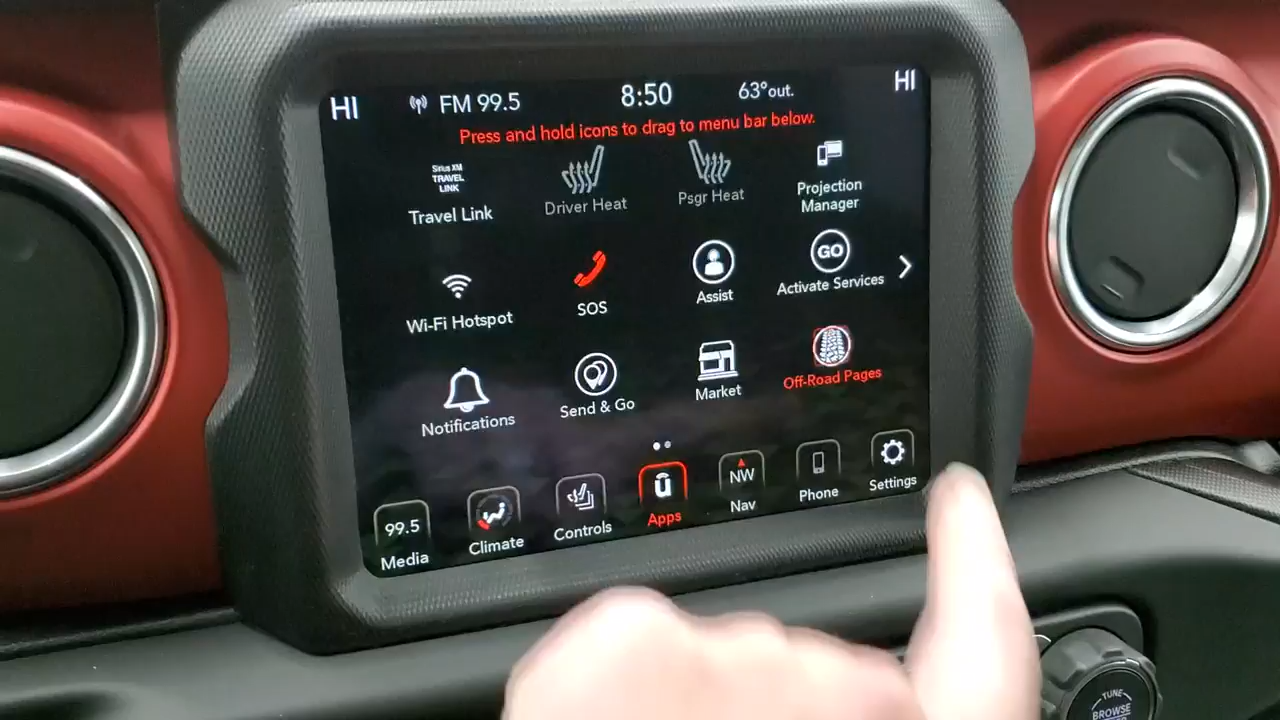 HI
FM 99.5
8:50
63°out.
HI
Press and hold icons to drag to menu bar below.
Sirius XM
TRAVEL
LINK
Travel Link
Driver Heat
Psgr Heat
Projection
Manager
Wi-Fi Hotspot
SOS
Assist
GO
Activate Services
Notifications
Send & Go
Market
Off-Road Pages
99.5
Media
Climate
Controls
Apps
NW
Nav
Phone
Settings
TUNE
BROWSE